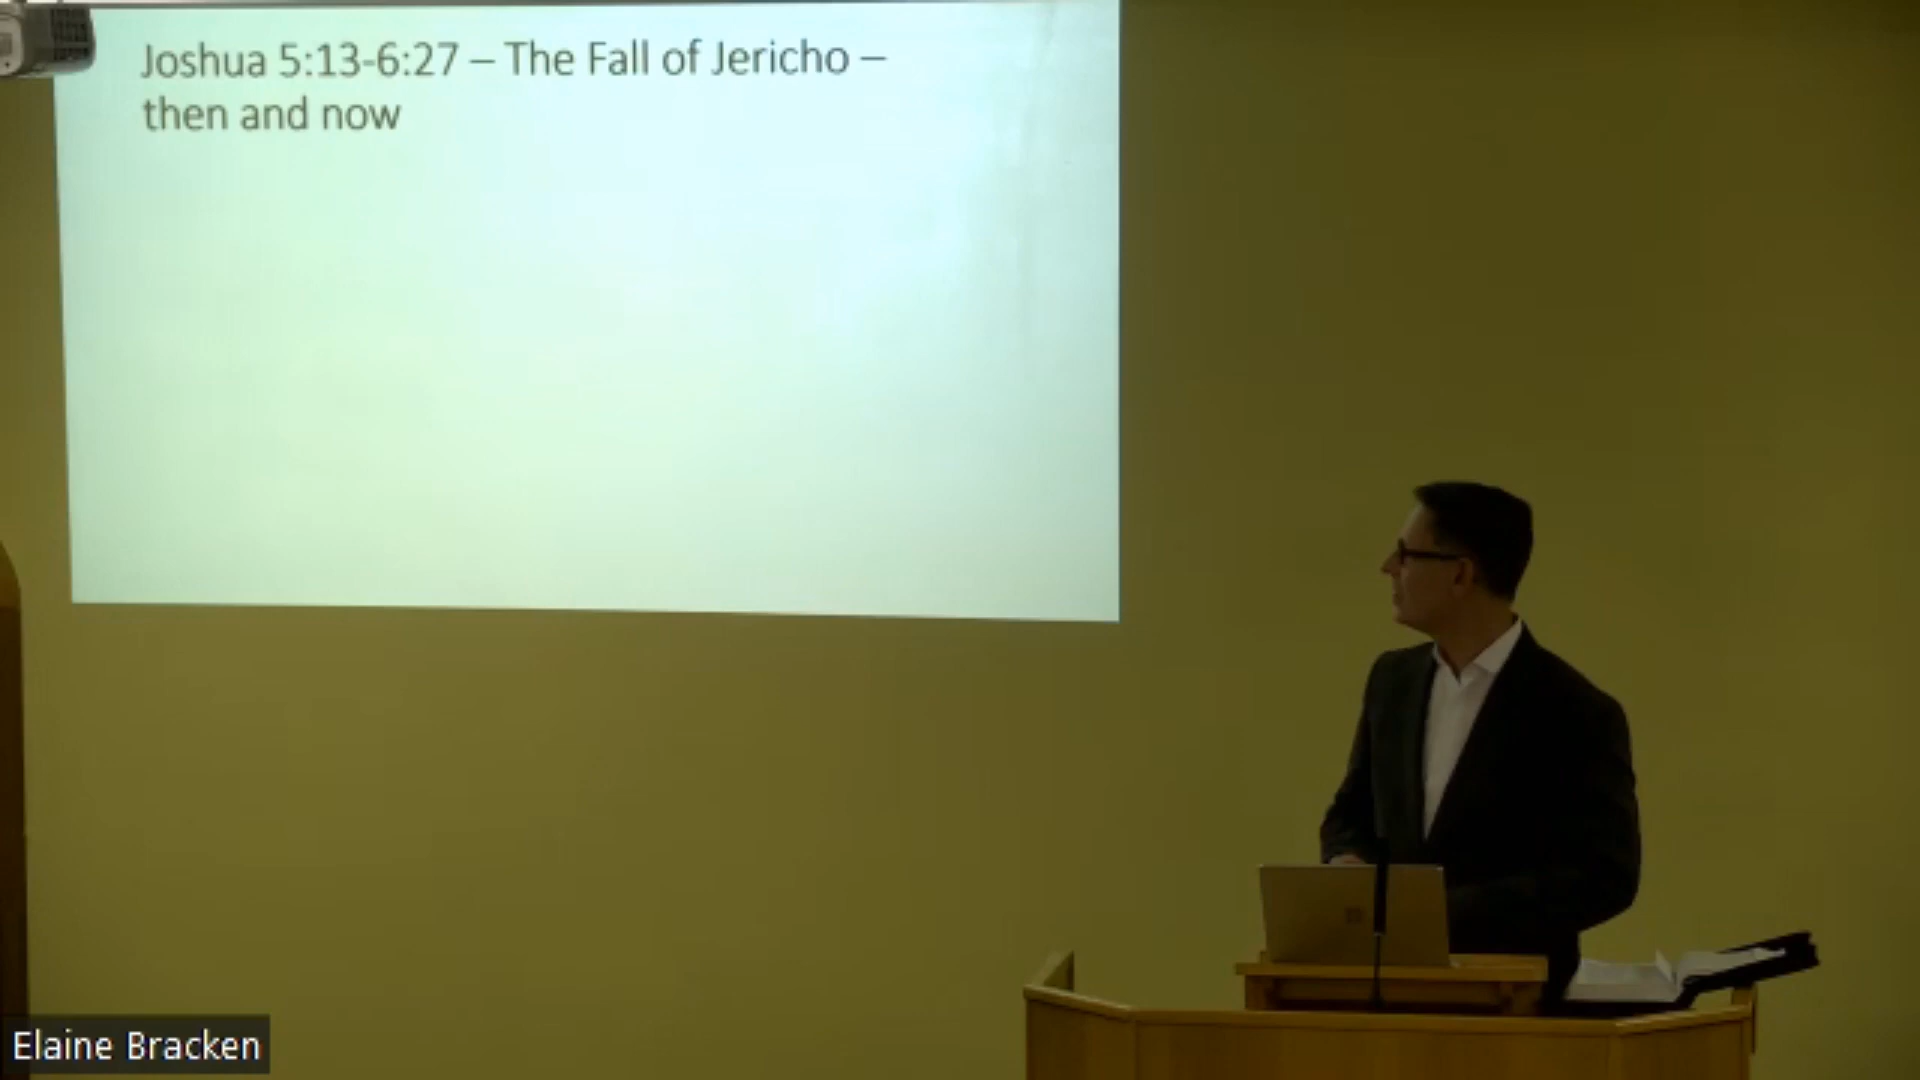 Joshua 5:13-6:27 – The Fall of Jericho –
then and now
Elaine Bracken